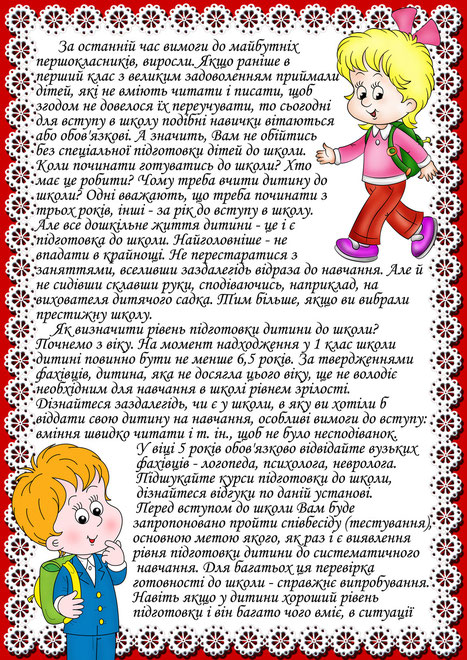 За останній час вимоги до майбутніх
першокласників, виросли. Якщо раніше в
перший клас з великим задоволенням приймали
дітей, які не вміють читати і писати, щоб
згодом не довелося їх переучувати, то сьогодні
для вступу в школу подібні навички вітаються
або обов'язкові. А значить, Вам не обійтись
без спеціальної підготовки дітей до школи.
Коли починати готуватись до школи? Хто
має це робити? Чому треба вчити дитину до
школи? Одні вважають, що треба починати з
трьох років, інші - за рік до вступу в школу.
Але все дошкільне життя дитини - це і є
підготовка до школи. Найголовніше - не
впадати в крайнощі. Не перестаратися з
заняттями, вселивши заздалегідь відраза до навчання. Але й
не сидівши склавши руки, сподіваючись, наприклад, на
вихователя дитячого садка. Тим більше, якщо ви вибрали
престижну школу.
Як визначити рівень підготовки дитини до школи?
Почнемо з віку. На момент надходження у 1 клас школи
дитині повинно бути не менше 6,5 років. За твердженнями
фахівців, дитина, яка не досягла цього віку, ще не володіє
необхідним для навчання в школі рівнем зрілості.
Дізнайтеся заздалегідь, чи є у школи, в яку ви хотіли б
віддати свою дитину на навчання, особливі вимоги до вступу:
вміння швидко читати і т. ін., щоб не було несподіванок.
У віці 5 років обов'язково відвідайте вузьких
фахівців - логопеда, психолога, невролога.
Підшукайте курси підготовки до школи,
дізнайтеся відгуки по даній установі.
Перед вступом до школи Вам буде
запропоновано пройти співбесіду (тестування),
основною метою якого, як раз і є виявлення
рівня підготовки дитини до систематичного
навчання. Для багатьох ця перевірка
готовності до школи - справжнє випробування.
Навіть якщо у дитини хороший рівень
підготовки і він багато чого вміє, в ситуації